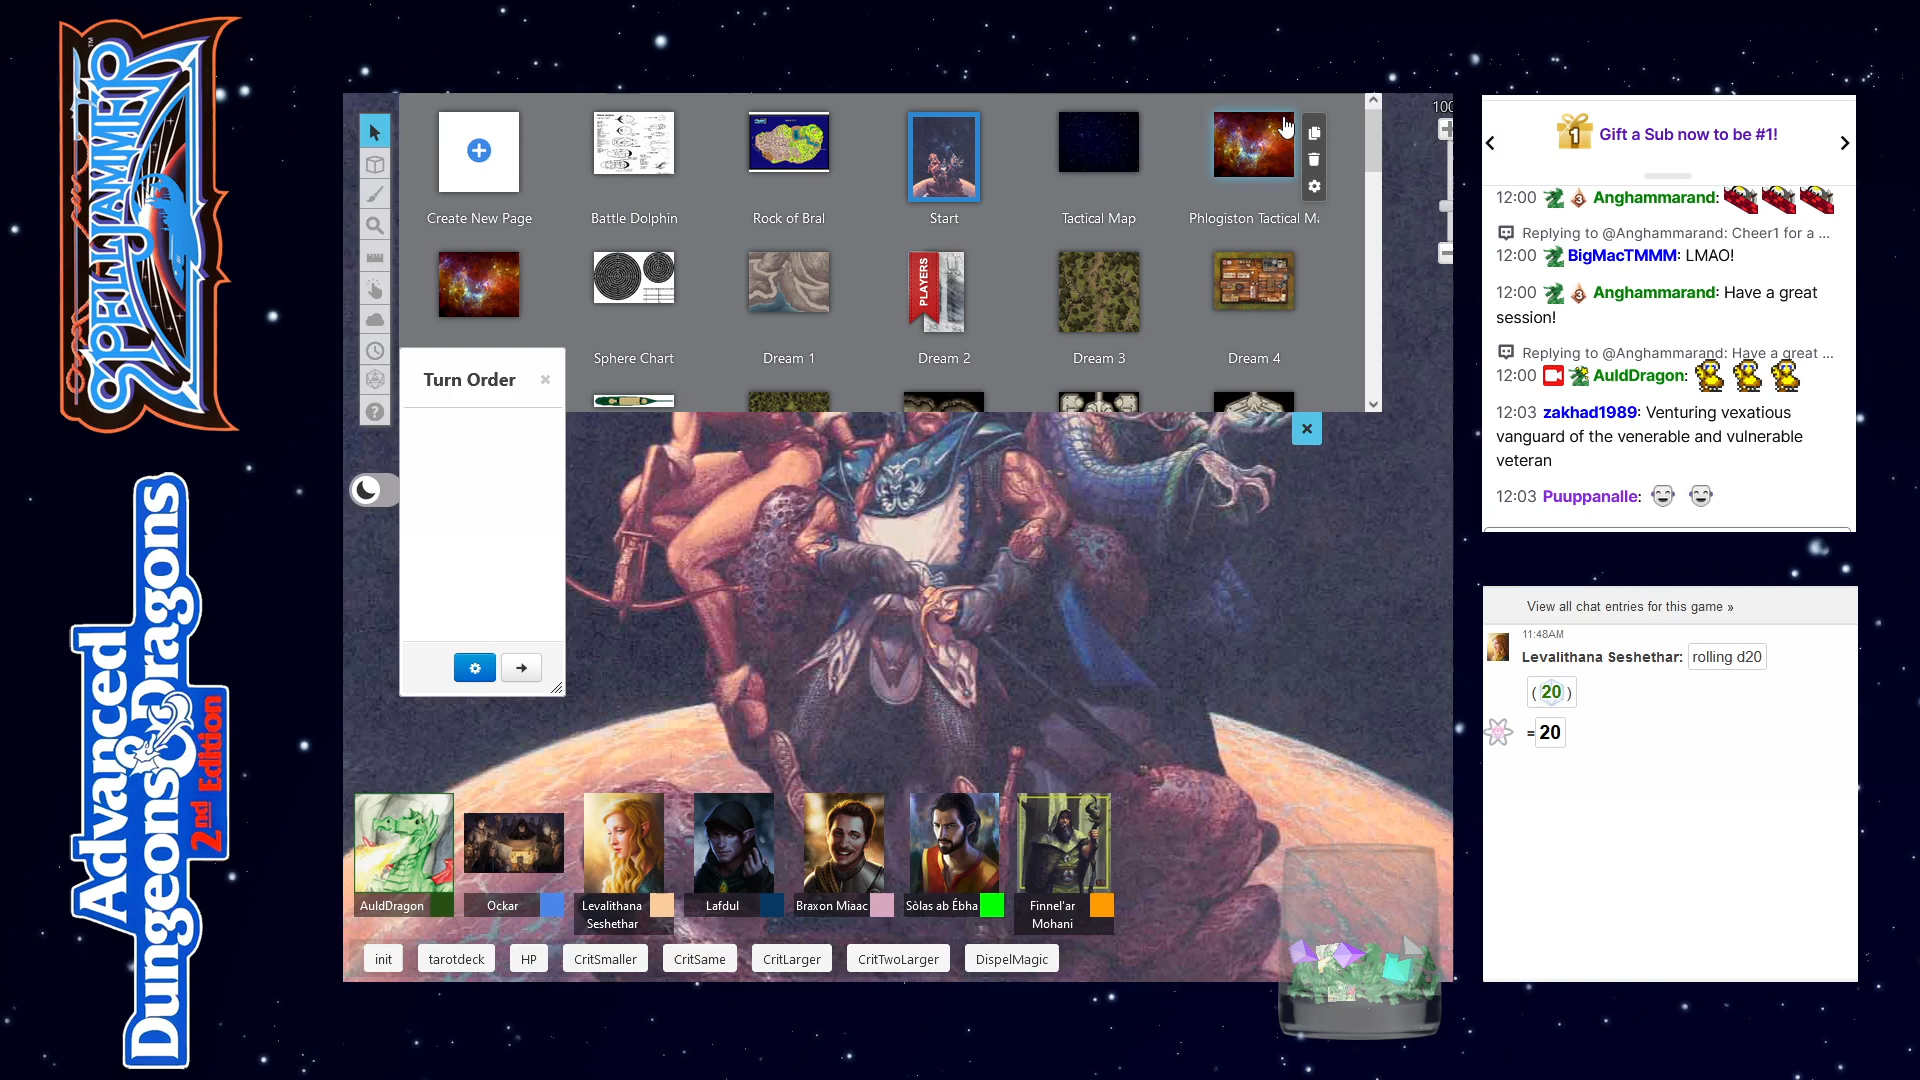 SPELLJAMMER
TM
Advanced
Dungeons & Dragons
2nd Edition
Create New Page
Battle Dolphin
Rock of Bral
Start
Tactical Map
Phlogiston Tactical Ma
PLAYERS
Sphere Chart
Dream 1
Dream 2
Dream 3
Dream 4
Turn Order
100
AuldDragon
Ockar
Levalithana
Seshethar
Lafdul
Braxon Miaac
Sòlas ab Ébha
Finnel'ar
Mohani
init
tarotdeck
HP
CritSmaller
CritSame
CritLarger
CritTwoLarger
DispelMagic
1 Gift a Sub now to be #1!
12:00 3 Anghammarand:
Replying to @Anghammarand: Cheer1 for a ...
12:00 BigMacTMMM: LMAO!
12:00 3 Anghammarand: Have a great
session!
Replying to @Anghammarand: Have a great ...
12:00 AuldDragon:
12:03 zakhad1989: Venturing vexatious
vanguard of the venerable and vulnerable
veteran
12:03 Puuppanalle:
View all chat entries for this game »
11:48AM
Levalithana Seshethar: rolling d20
(20)
=20